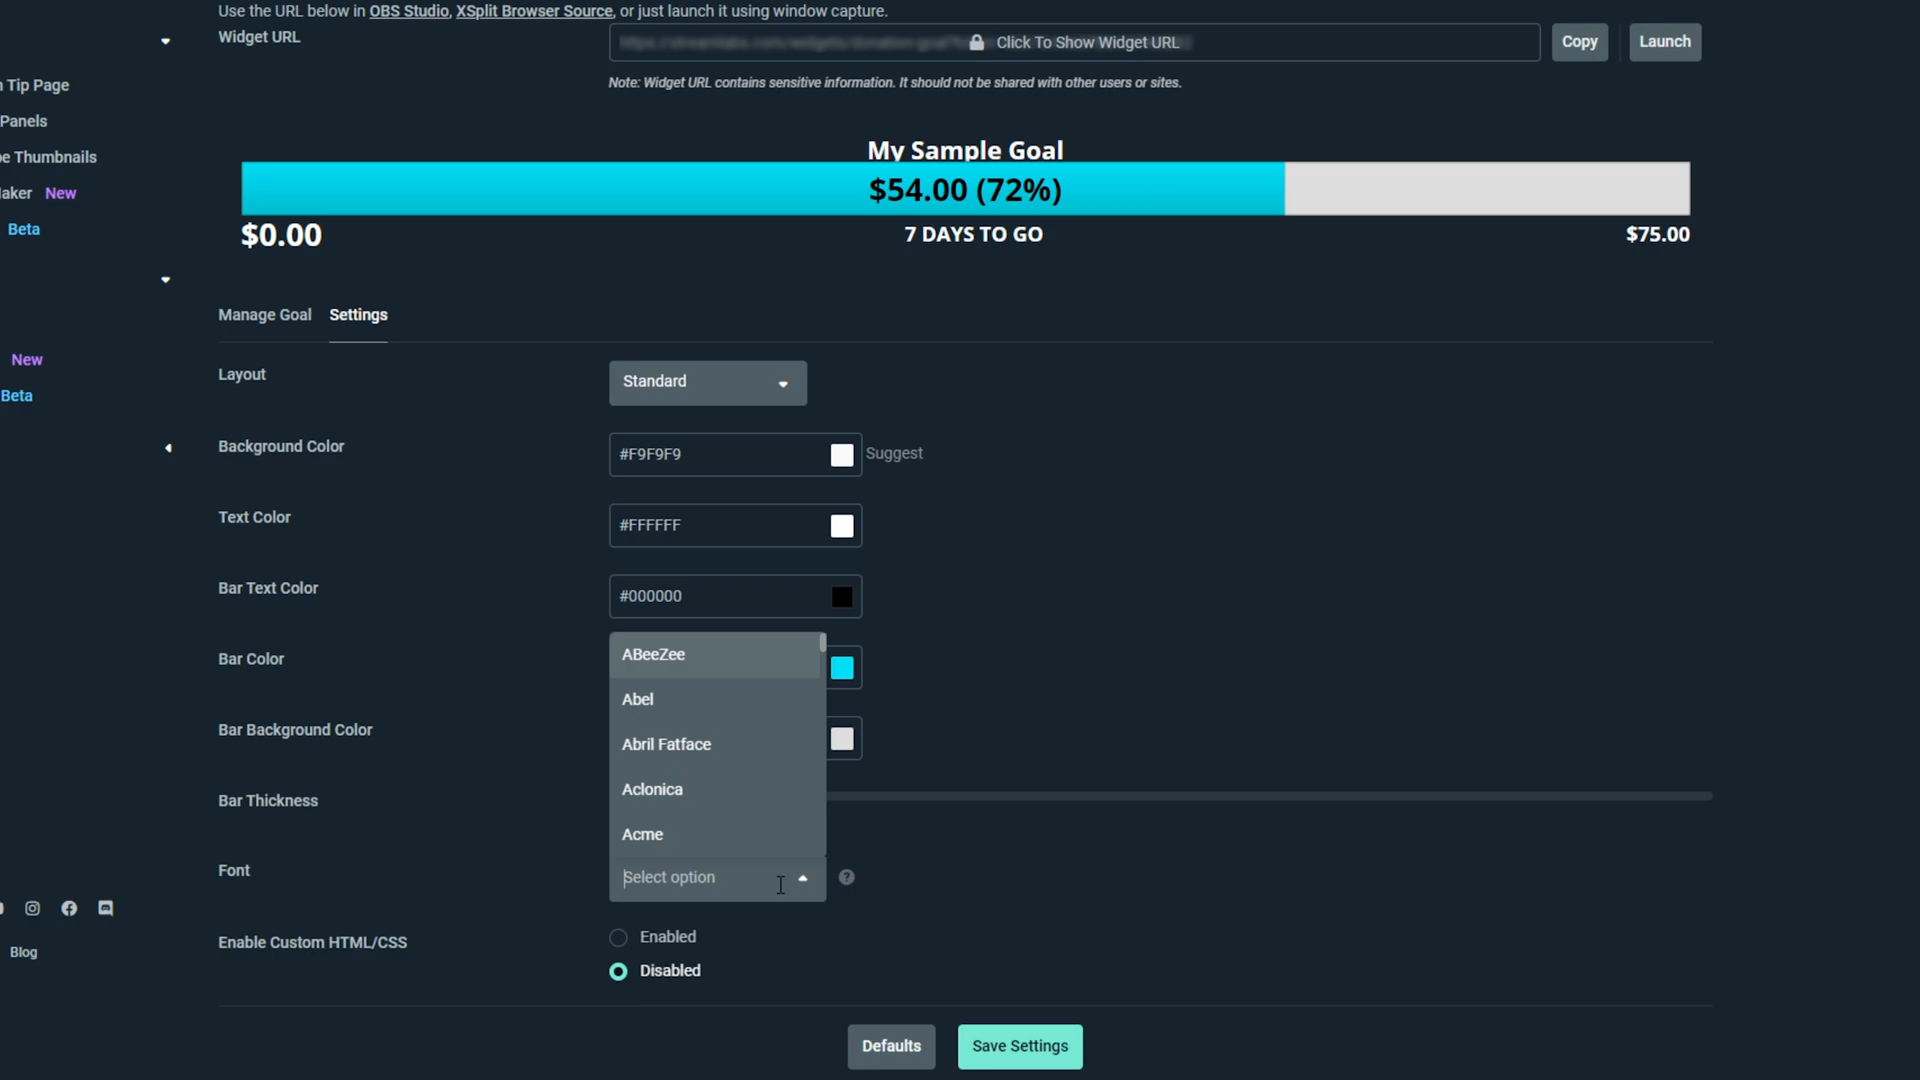 Use the URL below in OBS Studio, XSplit Browser Source, or just launch it using window capture.
Widget URL
Click To Show Widget URL
Copy
Launch
Note: Widget URL contains sensitive information. It should not be shared with other users or sites.
Tip Page
Panels
Thumbnails
New
Beta
My Sample Goal
$54.00 (72%)
$0.00
7 DAYS TO GO
$75.00
Manage Goal
Settings
New
Beta
Layout
Standard
Background Color
#F9F9F9
Suggest
Text Color
#FFFFFF
Bar Text Color
#000000
Bar Color
ABeeZee
Abel
Bar Background Color
Abril Fatface
Aclonica
Bar Thickness
Acme
Font
Select option
?
Enable Custom HTML/CSS
Enabled
Disabled
Blog
Defaults
Save Settings